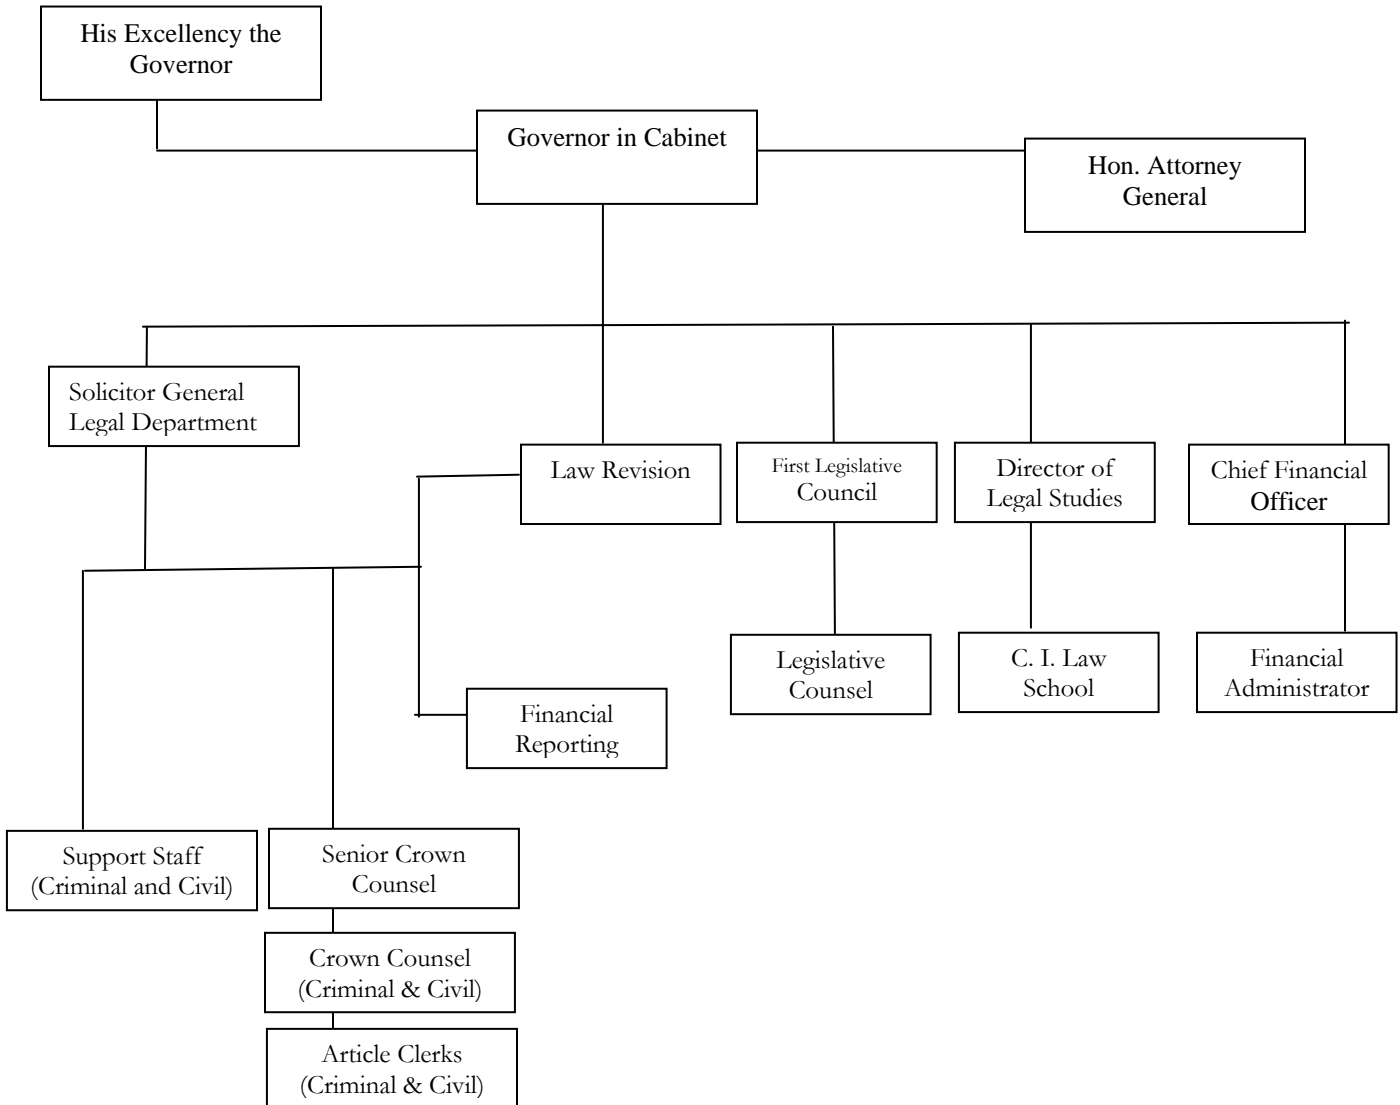 His Excellency the
Governor
Governor in Cabinet
Hon. Attorney
General
Solicitor General
Legal Department
Law Revision
First Legislative
Council
Director of
Legal Studies
Chief Financial
Officer
Legislative
Counsel
C. I. Law
School
Financial
Administrator
Financial
Reporting
Support Staff
(Criminal and Civil)
Senior Crown
Counsel
Crown Counsel
(Criminal & Civil)
Article Clerks
(Criminal & Civil)